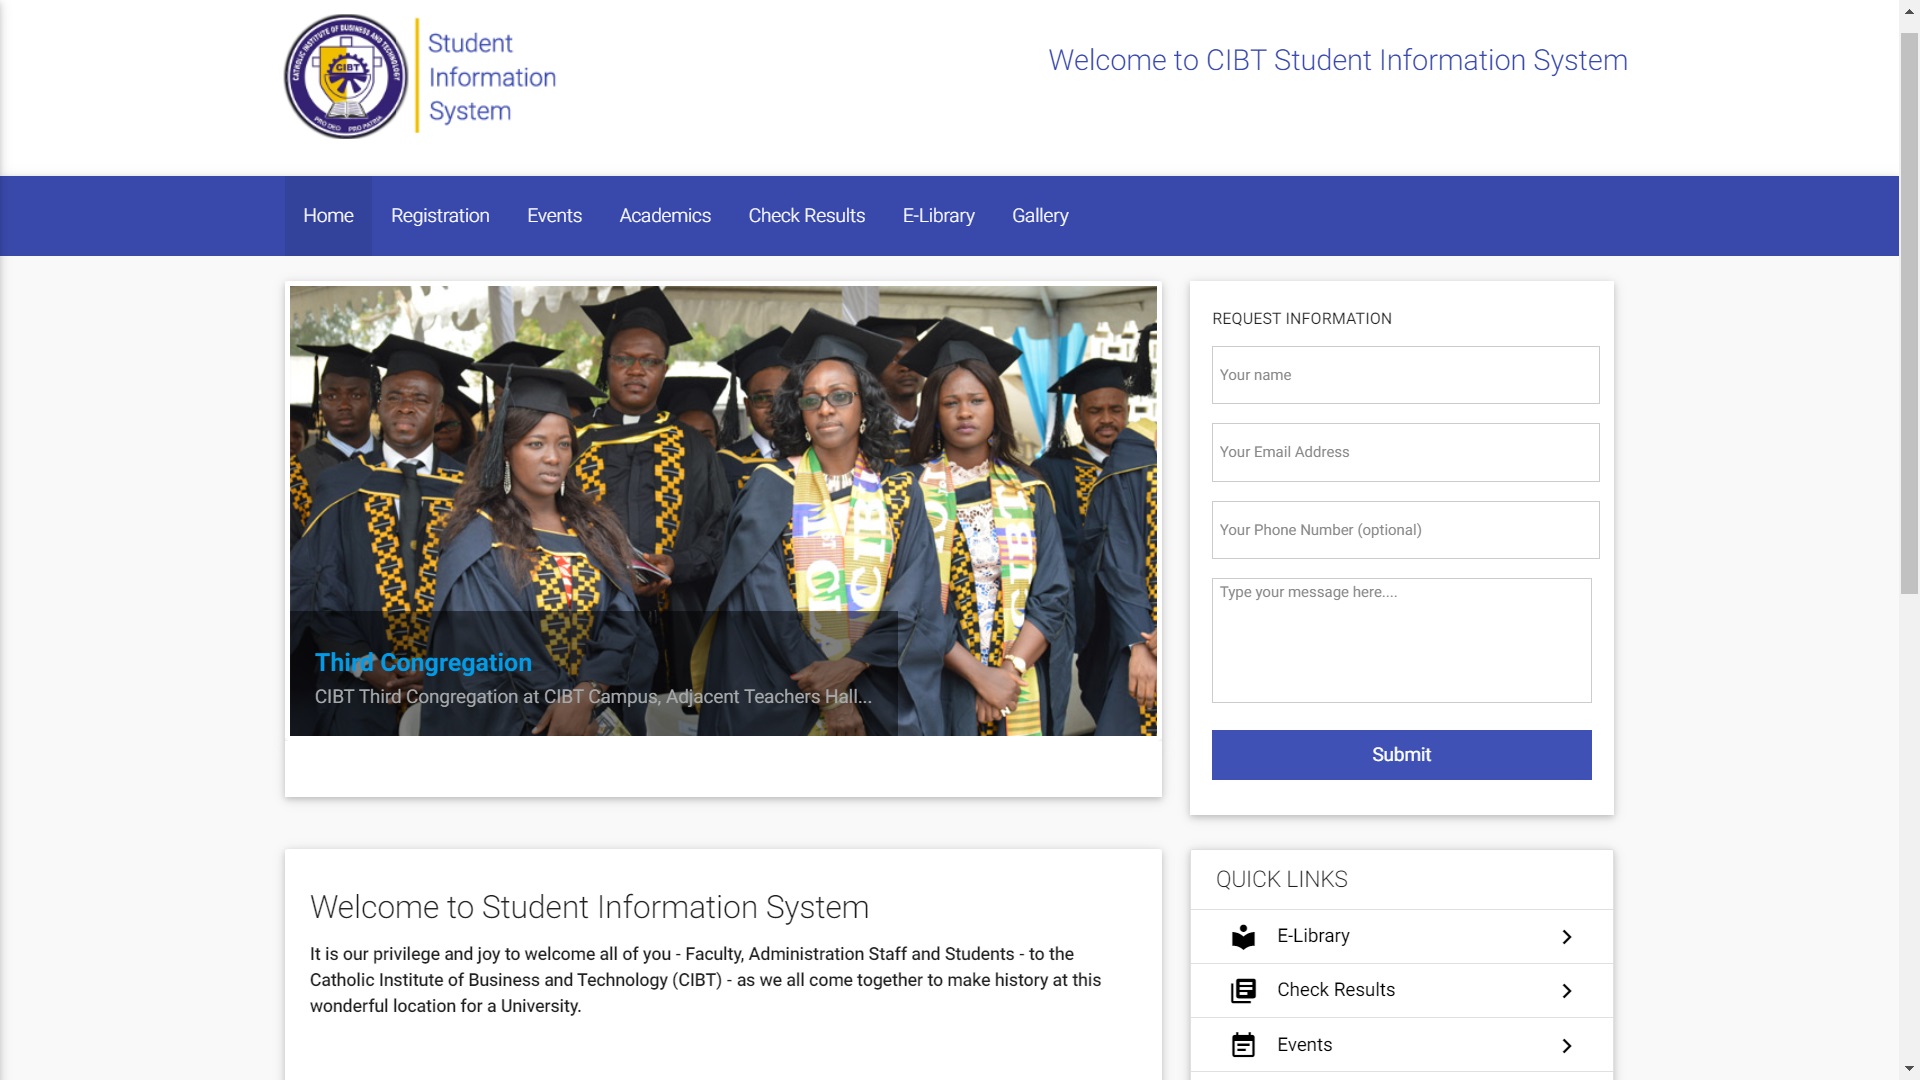 CATHOLIC INSTITUTE OF BUSINESS AND TECHNOLOGY
CIBT
PRO DEO PRO PATRIA
Student
Information
System
Welcome to CIBT Student Information System
Home Registration Events Academics Check Results E-Library Gallery
CIBT
CIBT
Third Congregation
CIBT Third Congregation at CIBT Campus, Adjacent Teachers Hall...
REQUEST INFORMATION
Your name
Your Email Address
Your Phone Number (optional)
Type your message here....
Submit
Welcome to Student Information System
It is our privilege and joy to welcome all of you - Faculty, Administration Staff and Students - to the
Catholic Institute of Business and Technology (CIBT) - as we all come together to make history at this
wonderful location for a University.
QUICK LINKS
E-Library
Check Results
Events